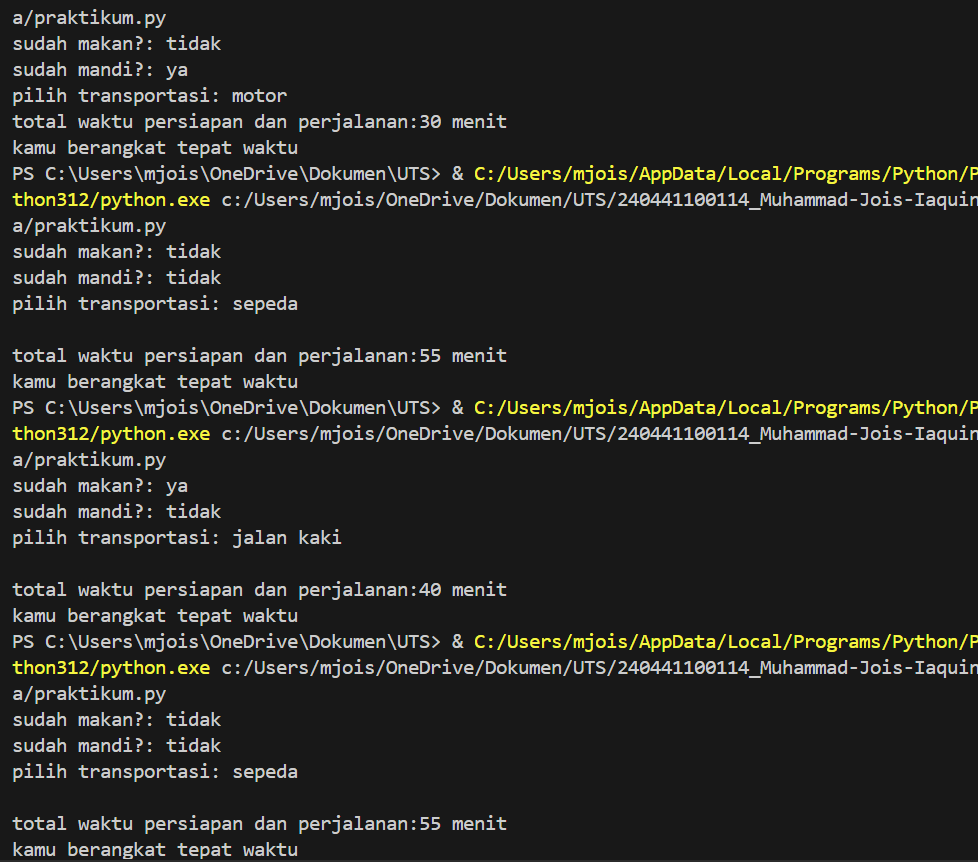 a/praktikum.py
sudah makan?: tidak
sudah mandi?: ya
pilih transportasi: motor
total waktu persiapan dan perjalanan:30 menit
kamu berangkat tepat waktu
PS C:\Users\mjois\OneDrive\Dokumen\UTS> & C:/Users/mjois/AppData/Local/Programs/Python/P
thon312/python.exe c:/Users/mjois/OneDrive/Dokumen/UTS/240441100114_Muhammad-Jois-Iaquin
a/praktikum.py
sudah makan?: tidak
sudah mandi?: tidak
pilih transportasi: sepeda
total waktu persiapan dan perjalanan:55 menit
kamu berangkat tepat waktu
PS C:\Users\mjois\OneDrive\Dokumen\UTS> & C:/Users/mjois/AppData/Local/Programs/Python/P
thon312/python.exe c:/Users/mjois/OneDrive/Dokumen/UTS/240441100114_Muhammad-Jois-Iaquin
a/praktikum.py
sudah makan?: ya
sudah mandi?: tidak
pilih transportasi: jalan kaki
total waktu persiapan dan perjalanan:40 menit
kamu berangkat tepat waktu
PS C:\Users\mjois\OneDrive\Dokumen\UTS> & C:/Users/mjois/AppData/Local/Programs/Python/P
thon312/python.exe c:/Users/mjois/OneDrive/Dokumen/UTS/240441100114_Muhammad-Jois-Iaquin
a/praktikum.py
sudah makan?: tidak
sudah mandi?: tidak
pilih transportasi: sepeda
total waktu persiapan dan perjalanan:55 menit
kamu berangkat tepat waktu